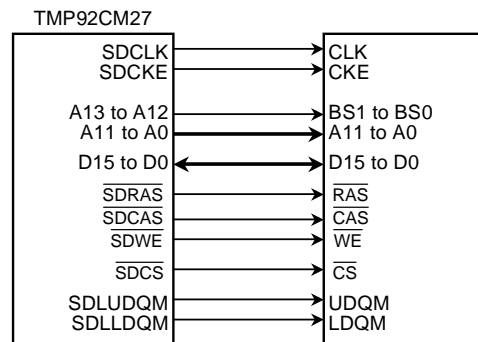 TMP92CM27
SDCLK CLK
SDCKE CKE
A13 to A12 BS1 to BS0
A11 to A0 A11 to A0
D15 to D0 D15 to D0
SDRAS RAS
SDCAS CAS
SDWE WE
SDCS CS
SDLUDQM UDQM
SDLLDQM LDQM